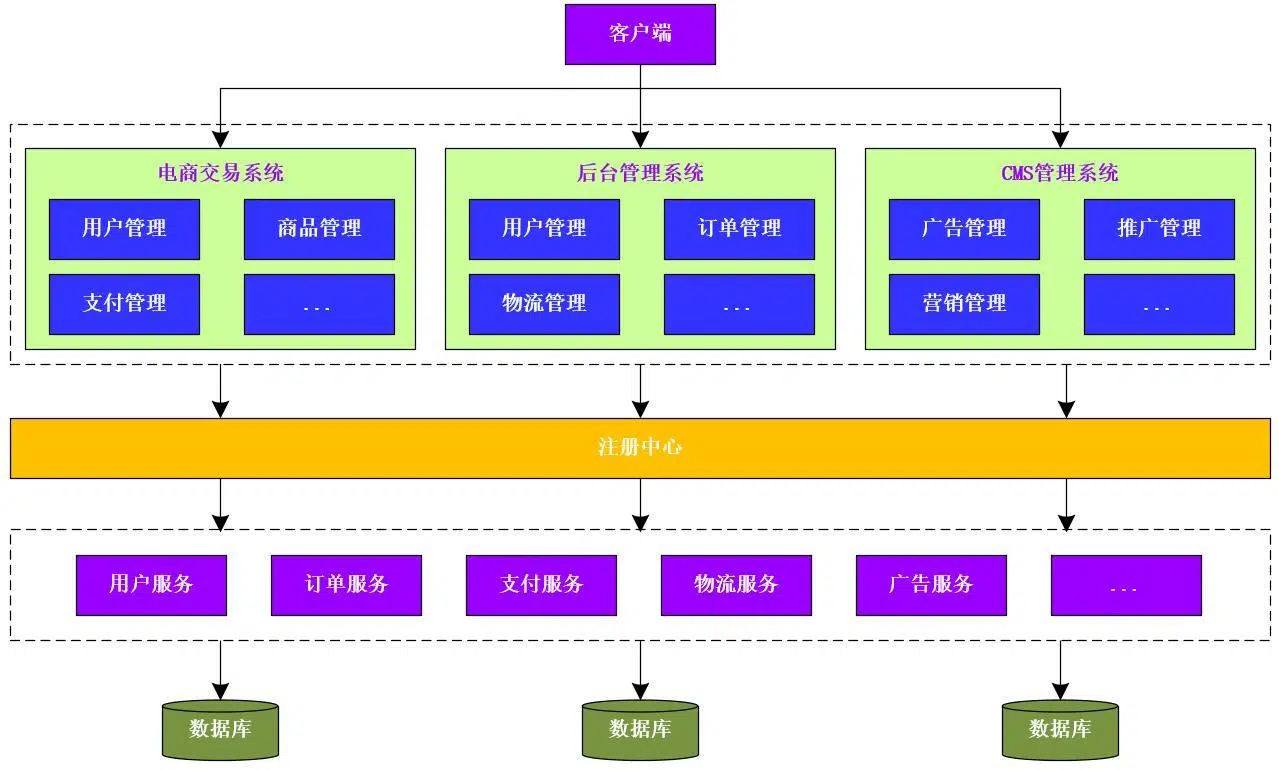 客户端
电商交易系统
后台管理系统
CMS管理系统
用户管理
商品管理
用户管理
订单管理
广告管理
推广管理
支付管理
...
物流管理
...
营销管理
...
注册中心
用户服务
订单服务
支付服务
物流服务
广告服务
...
数据库
数据库
数据库